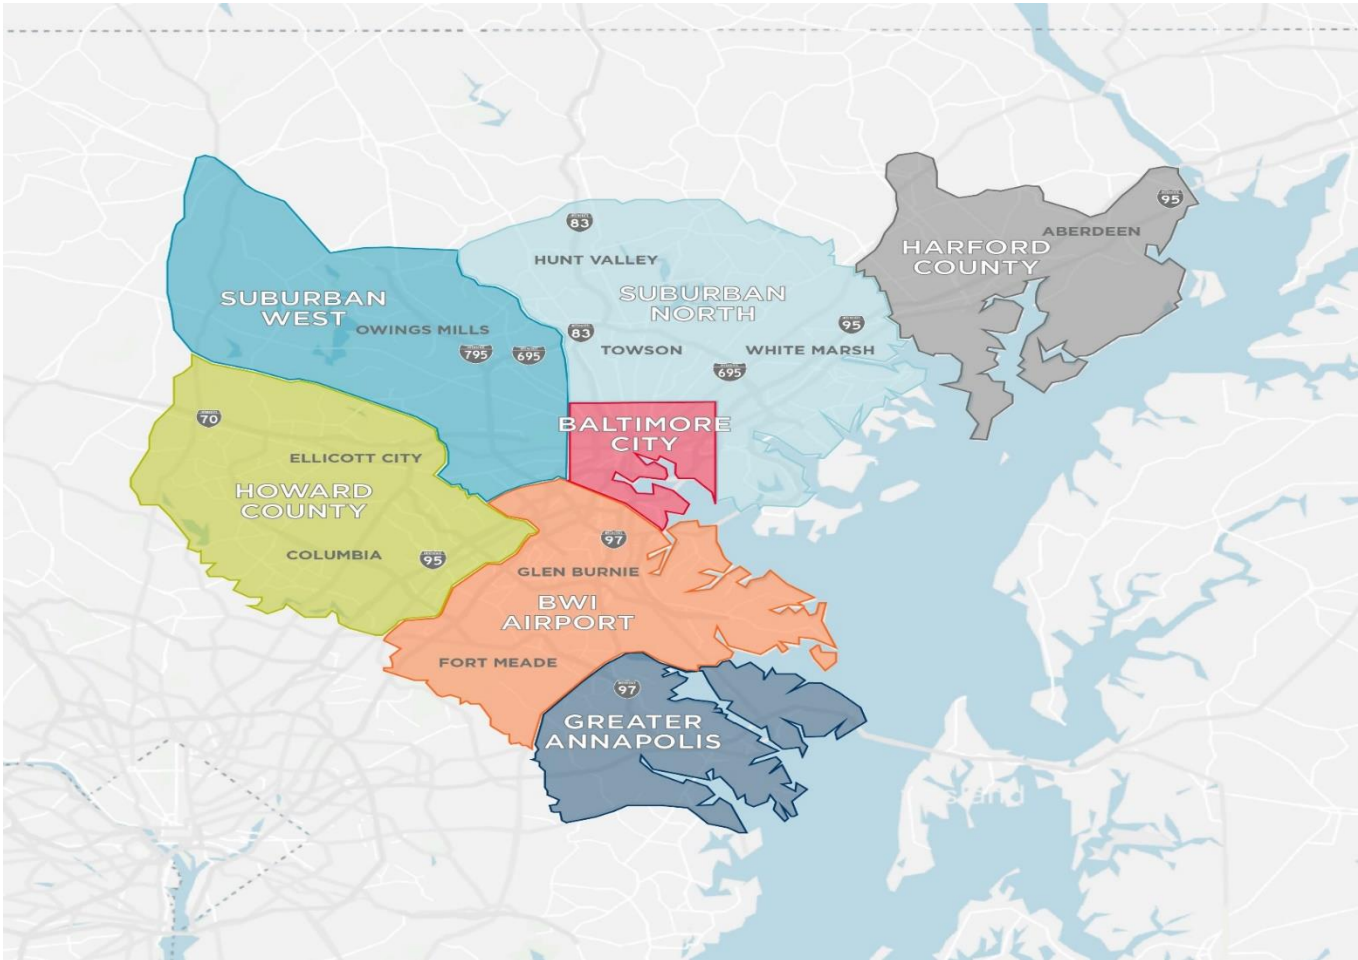 83
HUNT VALLEY
95
ABERDEEN
HARFORD
COUNTY
SUBURBAN
WEST
OWINGS MILLS
795
695
SUBURBAN
NORTH
83
95
TOWSON
WHITE MARSH
695
70
ELLICOTT CITY
HOWARD
COUNTY
COLUMBIA
95
BALTIMORE
CITY
97
GLEN BURNIE
BWI
AIRPORT
FORT MEADE
97
GREATER
ANNAPOLIS